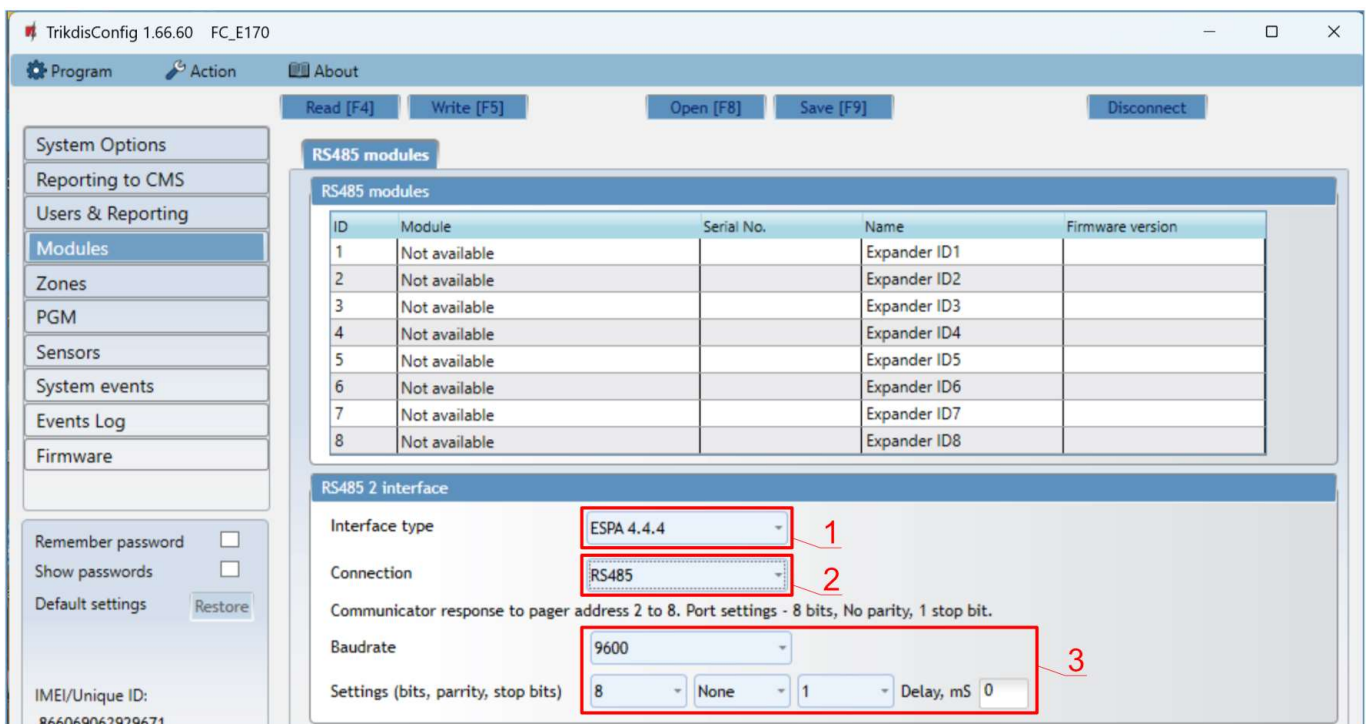 TrikdisConfig 1.66.60 FC_E170
Program Action About
Read [F4] Write [F5] Open [F8] Save [F9] Disconnect
System Options
Reporting to CMS
Users & Reporting
Modules
Zones
PGM
Sensors
System events
Events Log
Firmware
Remember password
Show passwords
Default settings Restore
IMEI/Unique ID:
866069062929671
RS485 modules
RS485 modules
ID Module Serial No. Name Firmware version
1 Not available Expander ID1
2 Not available Expander ID2
3 Not available Expander ID3
4 Not available Expander ID4
5 Not available Expander ID5
6 Not available Expander ID6
7 Not available Expander ID7
8 Not available Expander ID8
RS485 2 interface
Interface type ESPA 4.4.4 1
Connection RS485 2
Communicator response to pager address 2 to 8. Port settings - 8 bits, No parity, 1 stop bit.
Baudrate 9600
3
Settings (bits, parrity, stop bits) 8 None 1 Delay, mS 0